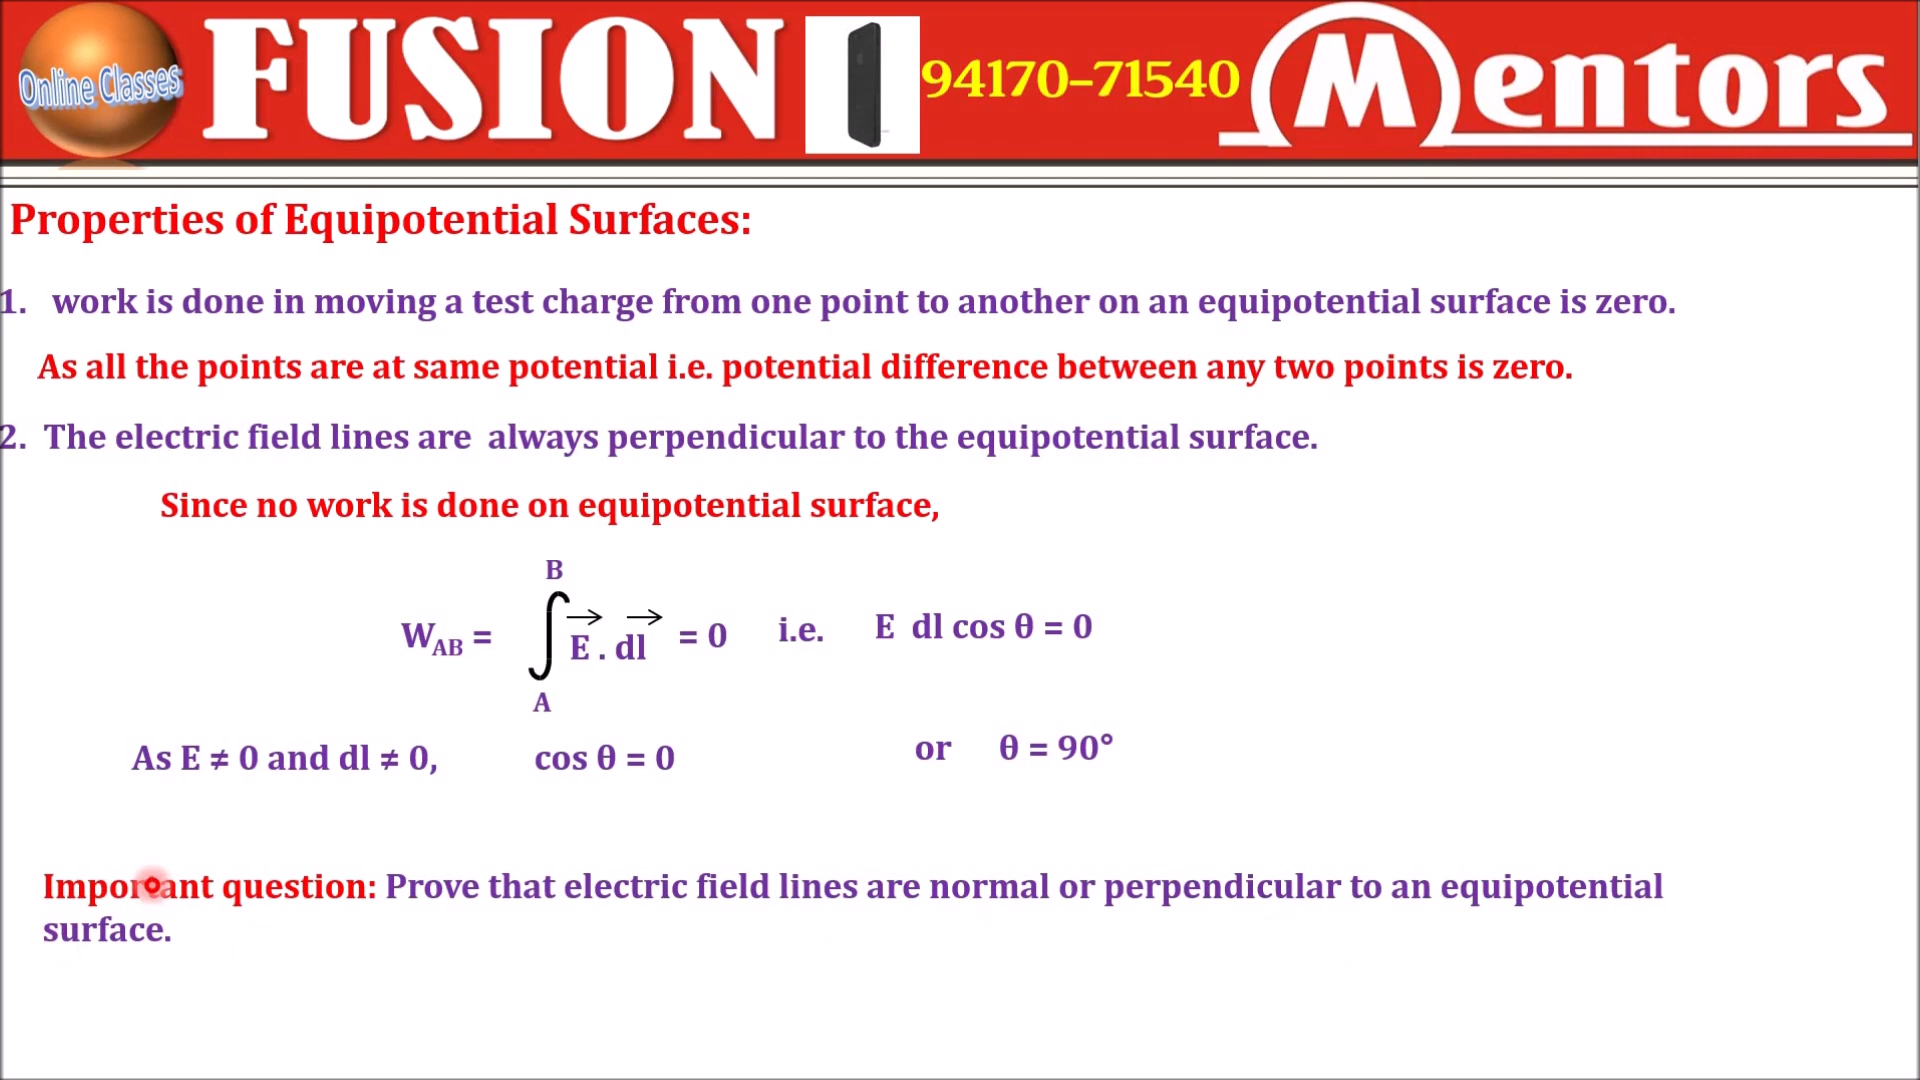 Online Classes FUSION 94170-71540 Mentors
Properties of Equipotential Surfaces:
1. work is done in moving a test charge from one point to another on an equipotential surface is zero.
As all the points are at same potential i.e. potential difference between any two points is zero.
2. The electric field lines are always perpendicular to the equipotential surface.
Since no work is done on equipotential surface,
B
W_AB = ∫ E⃗ . dl⃗ = 0 i.e. E dl cos θ = 0
A
As E ≠ 0 and dl ≠ 0, cos θ = 0 or θ = 90°
Important question: Prove that electric field lines are normal or perpendicular to an equipotential
surface.